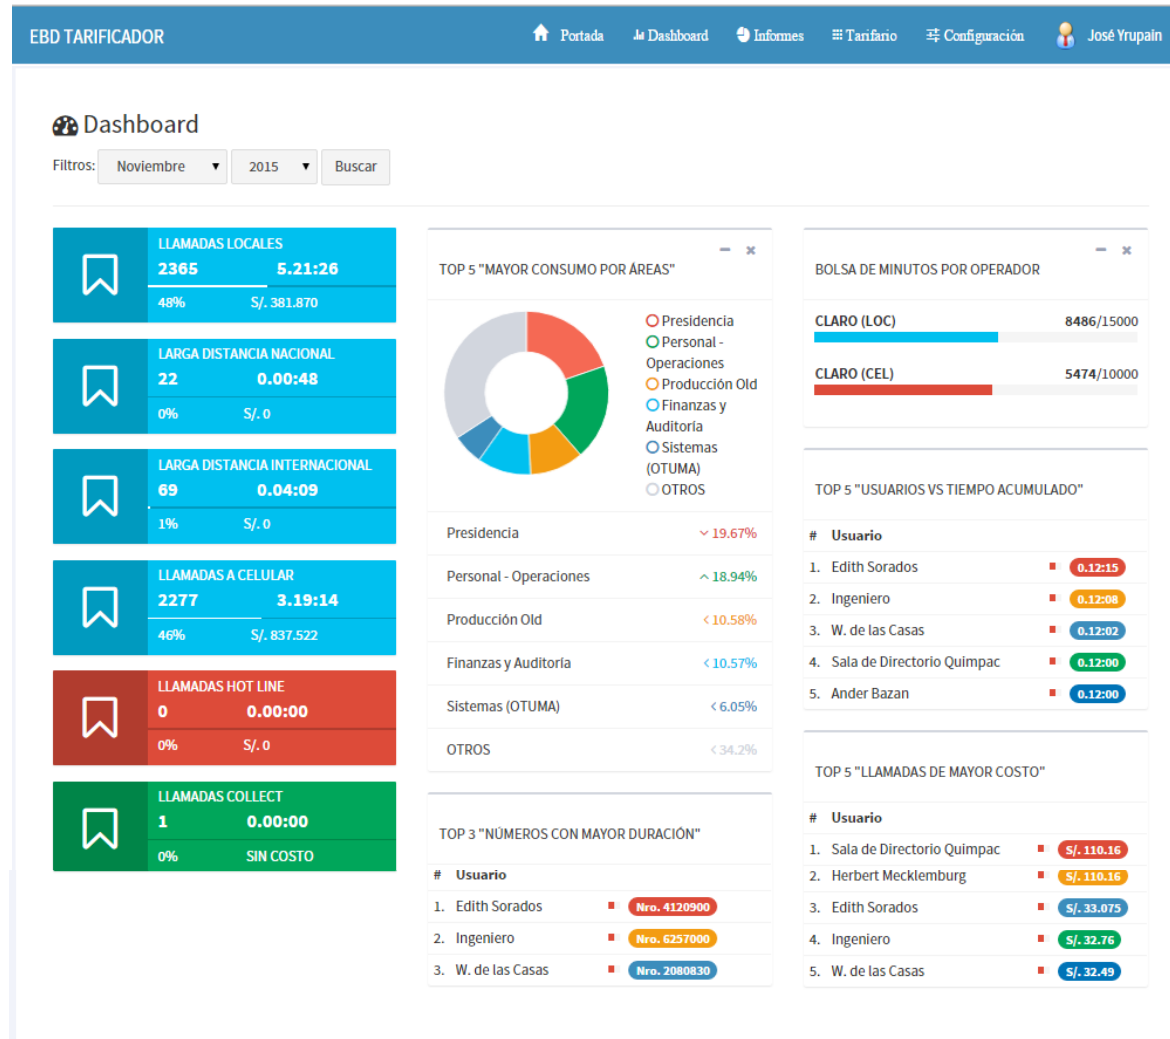 EBD TARIFICADOR
Portada
Dashboard
Informes
Tarifario
Configuración
José Yrupain
Dashboard
Filtros: Noviembre 2015 Buscar
LLAMADAS LOCALES
2365 5.21:26
48% S/. 381.870
LARGA DISTANCIA NACIONAL
22 0.00:48
0% S/. 0
LARGA DISTANCIA INTERNACIONAL
69 0.04:09
1% S/. 0
LLAMADAS A CELULAR
2277 3.19:14
46% S/. 837.522
LLAMADAS HOT LINE
0 0.00:00
0% S/. 0
LLAMADAS COLLECT
1 0.00:00
0% SIN COSTO
TOP 5 "MAYOR CONSUMO POR ÁREAS"
Presidencia
Personal -
Operaciones
Producción Old
Finanzas y
Auditoría
Sistemas
(OTUMA)
OTROS
Presidencia 19.67%
Personal - Operaciones 18.94%
Producción Old 10.58%
Finanzas y Auditoría 10.57%
Sistemas (OTUMA) 6.05%
OTROS 34.2%
TOP 3 "NÚMEROS CON MAYOR DURACIÓN"
# Usuario
1. Edith Sorados Nro. 4120900
2. Ingeniero Nro. 6257000
3. W. de las Casas Nro. 2080830
BOLSA DE MINUTOS POR OPERADOR
CLARO (LOC) 8486/15000
CLARO (CEL) 5474/10000
TOP 5 "USUARIOS VS TIEMPO ACUMULADO"
# Usuario
1. Edith Sorados 0.12:15
2. Ingeniero 0.12:08
3. W. de las Casas 0.12:02
4. Sala de Directorio Quimpac 0.12:00
5. Ander Bazan 0.12:00
TOP 5 "LLAMADAS DE MAYOR COSTO"
# Usuario
1. Sala de Directorio Quimpac S/. 110.16
2. Herbert Mecklemburg S/. 110.16
3. Edith Sorados S/. 33.075
4. Ingeniero S/. 32.76
5. W. de las Casas S/. 32.49